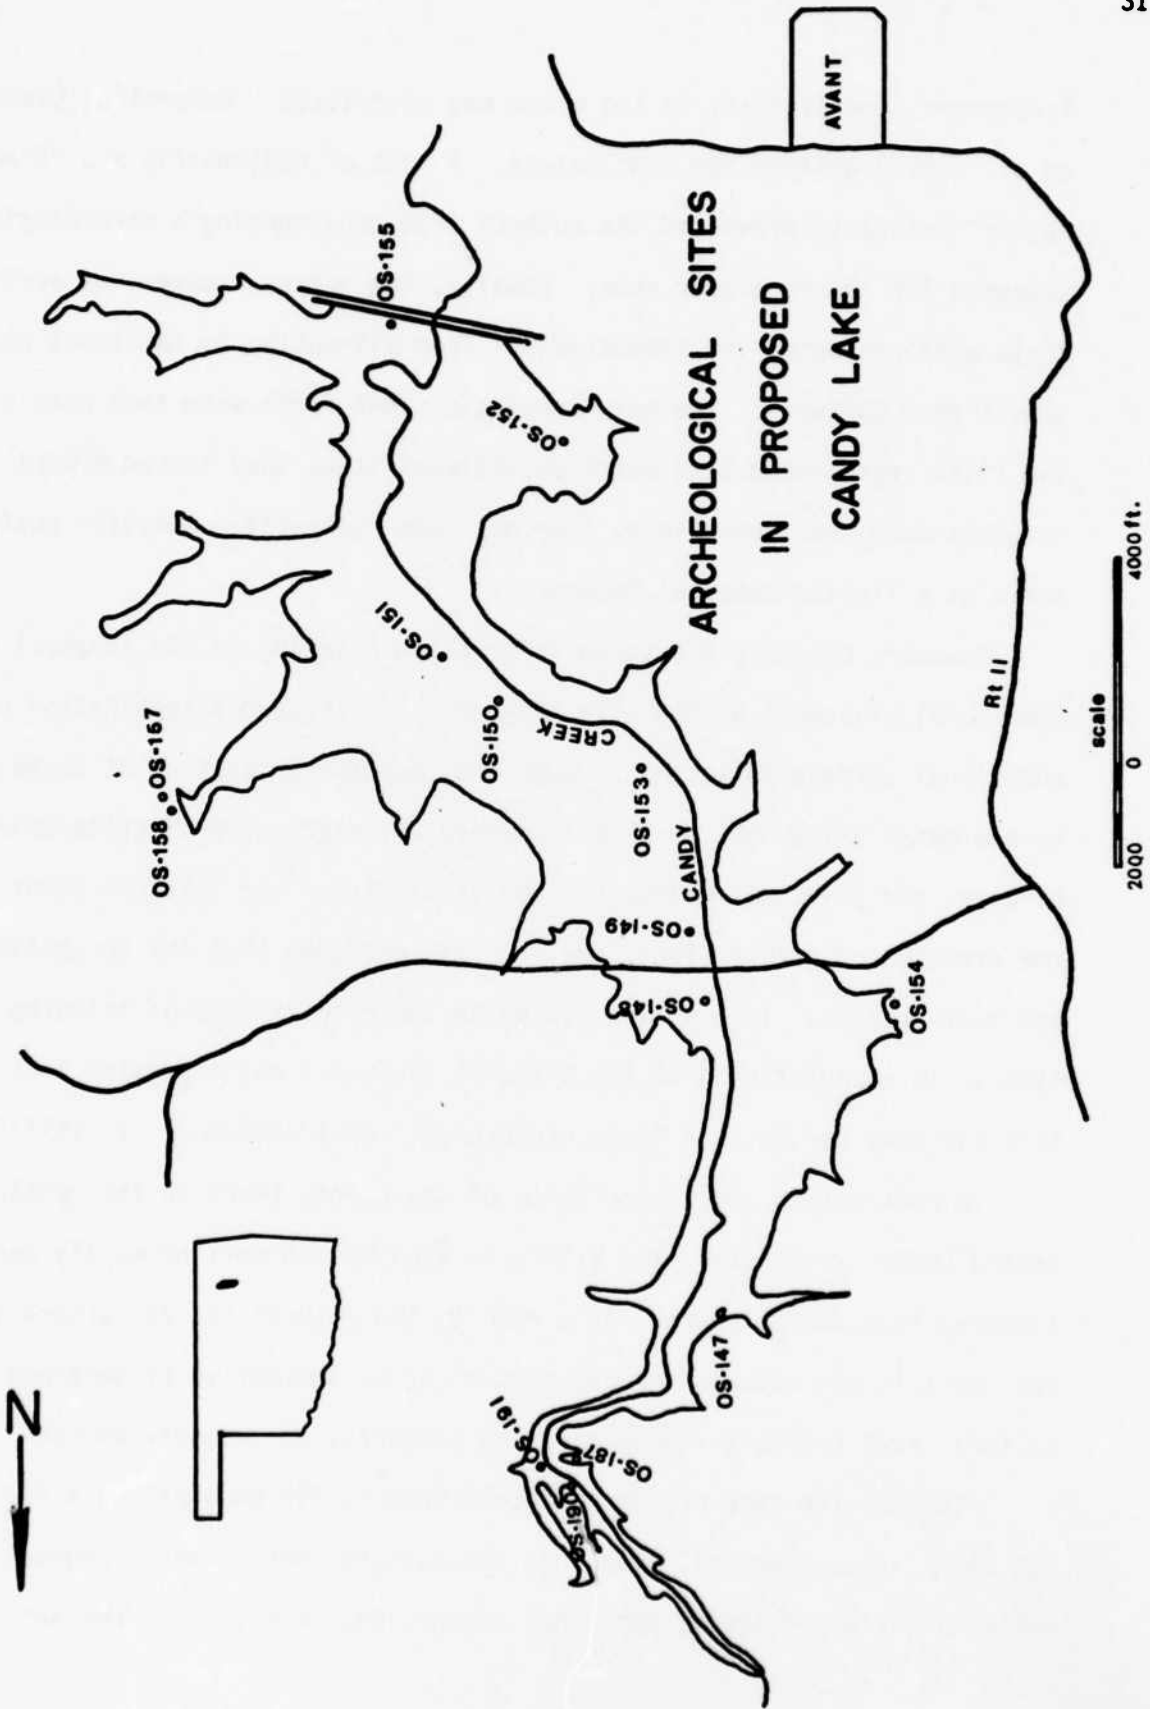 31
N
AVANT
ARCHEOLOGICAL SITES
IN PROPOSED
CANDY LAKE
OS-155
OS-152
OS-151
OS-150
OS-157
OS-158
OS-153
OS-149
OS-148
OS-154
OS-147
OS-191
OS-187
OS-190
CANDY CREEK
Rt II
scale
2000 0 4000 ft.